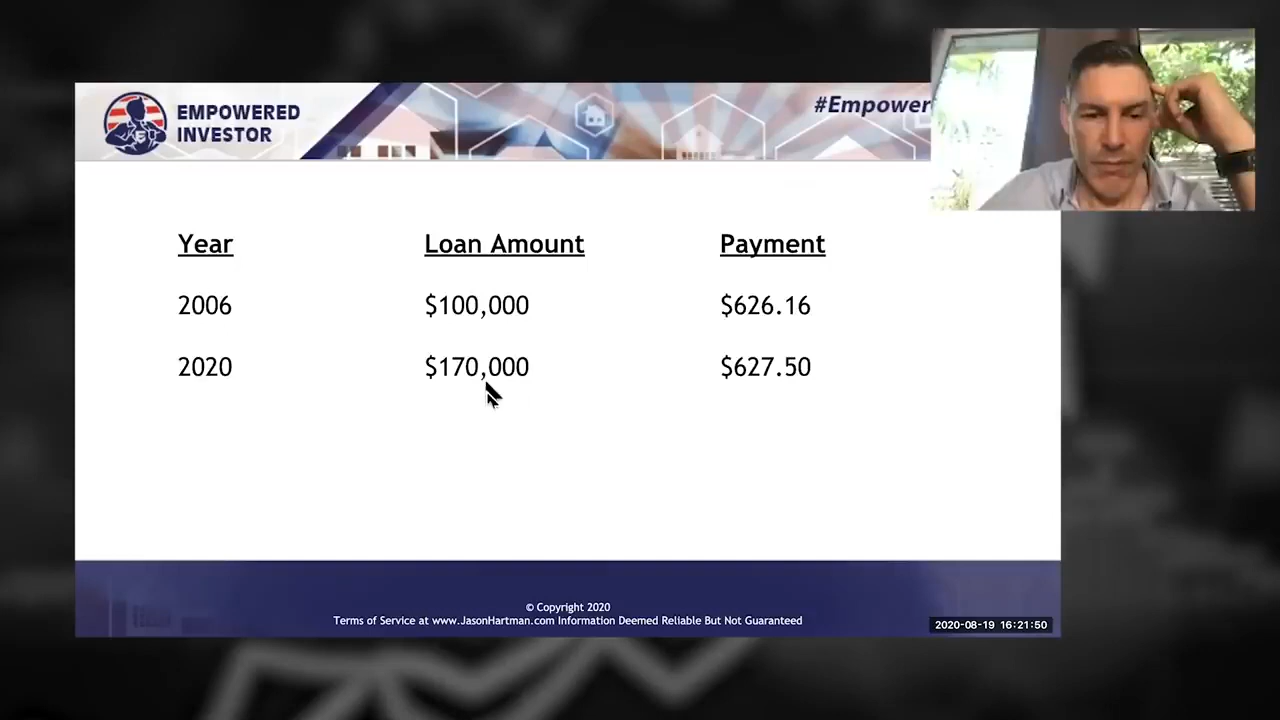 EMPOWERED
INVESTOR
#Empower
Year Loan Amount Payment
2006 $100,000 $626.16
2020 $170,000 $627.50
© Copyright 2020
Terms of Service at www.JasonHartman.com Information Deemed Reliable But Not Guaranteed
2020-08-19 16:21:50